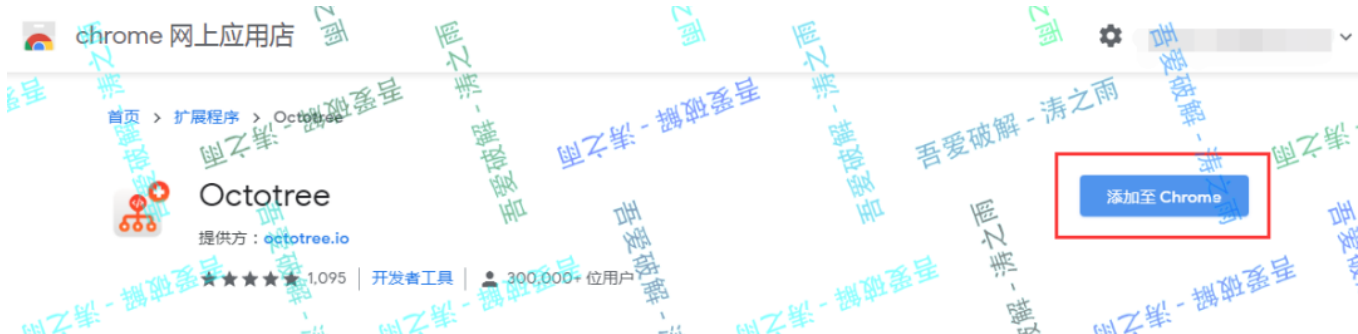 chrome 网上应用店
首页 > 扩展程序 > Octotree
Octotree
添加至 Chrome
提供方：octotree.io
1,095 | 开发者工具 | 300,000+ 位用户
吾爱破解 - 涛之雨